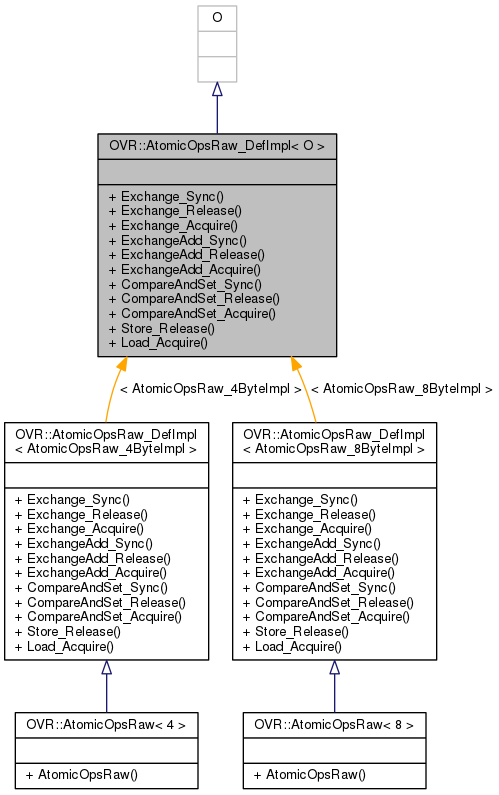 O
OVR::AtomicOpsRaw_DefImpl< O >
+ Exchange_Sync()
+ Exchange_Release()
+ Exchange_Acquire()
+ ExchangeAdd_Sync()
+ ExchangeAdd_Release()
+ ExchangeAdd_Acquire()
+ CompareAndSet_Sync()
+ CompareAndSet_Release()
+ CompareAndSet_Acquire()
+ Store_Release()
+ Load_Acquire()
< AtomicOpsRaw_4ByteImpl >
< AtomicOpsRaw_8ByteImpl >
OVR::AtomicOpsRaw_DefImpl
< AtomicOpsRaw_4ByteImpl >
+ Exchange_Sync()
+ Exchange_Release()
+ Exchange_Acquire()
+ ExchangeAdd_Sync()
+ ExchangeAdd_Release()
+ ExchangeAdd_Acquire()
+ CompareAndSet_Sync()
+ CompareAndSet_Release()
+ CompareAndSet_Acquire()
+ Store_Release()
+ Load_Acquire()
OVR::AtomicOpsRaw_DefImpl
< AtomicOpsRaw_8ByteImpl >
+ Exchange_Sync()
+ Exchange_Release()
+ Exchange_Acquire()
+ ExchangeAdd_Sync()
+ ExchangeAdd_Release()
+ ExchangeAdd_Acquire()
+ CompareAndSet_Sync()
+ CompareAndSet_Release()
+ CompareAndSet_Acquire()
+ Store_Release()
+ Load_Acquire()
OVR::AtomicOpsRaw< 4 >
+ AtomicOpsRaw()
OVR::AtomicOpsRaw< 8 >
+ AtomicOpsRaw()